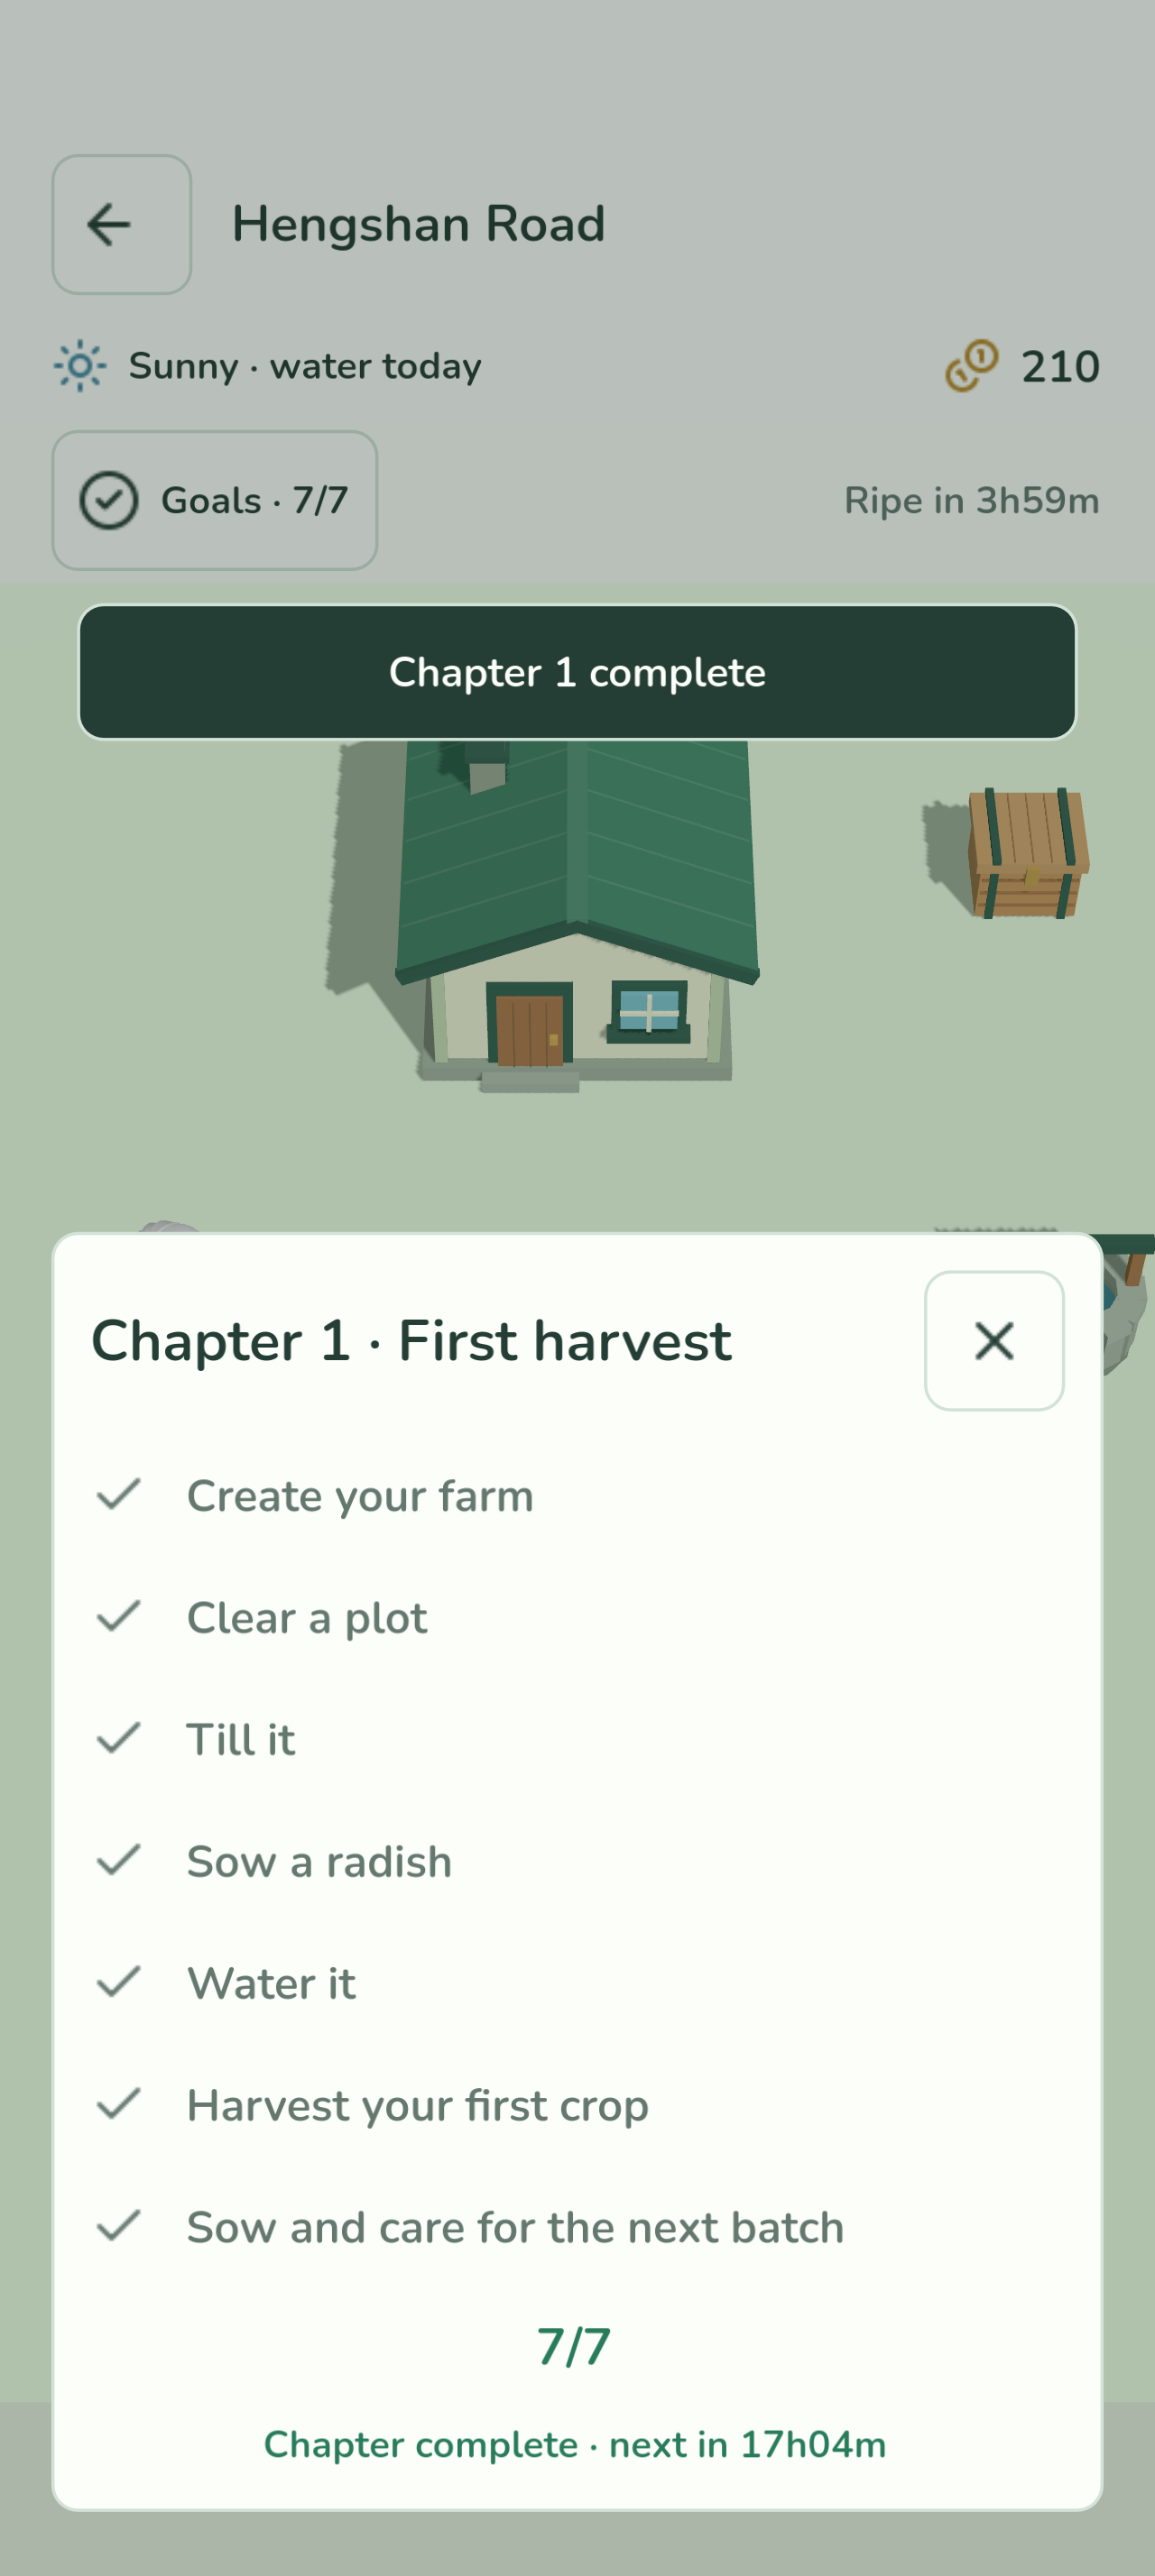 Hengshan Road
Sunny · water today
210
Goals · 7/7
Ripe in 3h59m
Chapter 1 complete
Chapter 1 · First harvest
Create your farm
Clear a plot
Till it
Sow a radish
Water it
Harvest your first crop
Sow and care for the next batch
7/7
Chapter complete · next in 17h04m